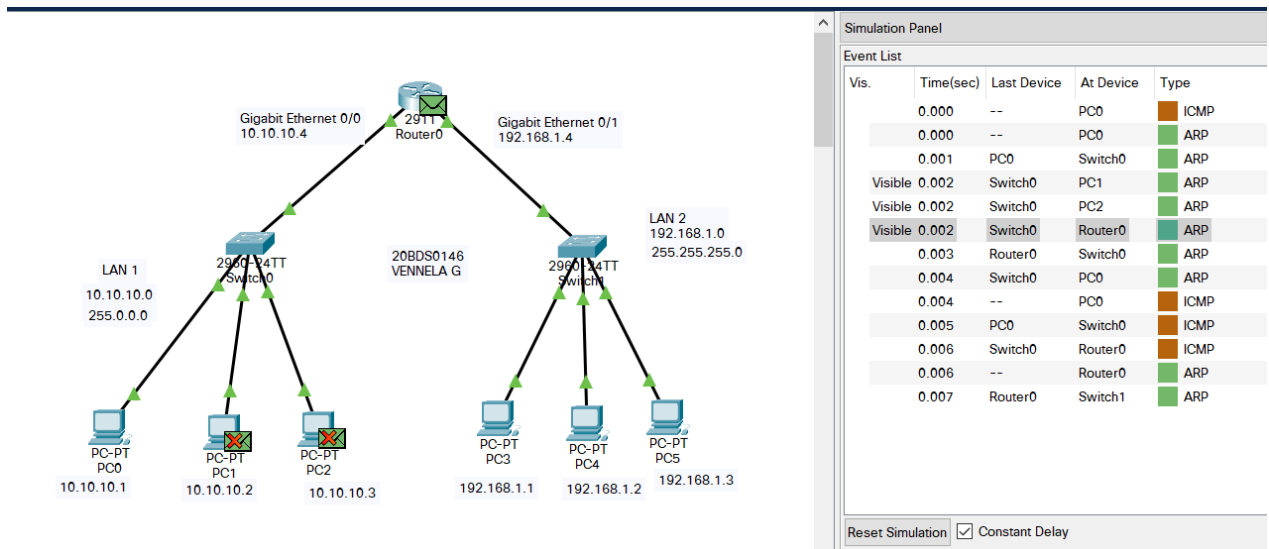 Gigabit Ethernet 0/0
10.10.10.4
2911
Router0
Gigabit Ethernet 0/1
192.168.1.4
2960-24TT
Switch0
20BDS0146
VENNELA G
2960-24TT
Switch1
LAN 2
192.168.1.0
255.255.255.0
LAN 1
10.10.10.0
255.0.0.0
PC-PT
PC0
10.10.10.1
PC-PT
PC1
10.10.10.2
PC-PT
PC2
10.10.10.3
PC-PT
PC3
192.168.1.1
PC-PT
PC4
192.168.1.2
PC-PT
PC5
192.168.1.3
Simulation Panel
Event List
Vis. Time(sec) Last Device At Device Type
0.000 -- PC0 ICMP
0.000 -- PC0 ARP
0.001 PC0 Switch0 ARP
Visible 0.002 Switch0 PC1 ARP
Visible 0.002 Switch0 PC2 ARP
Visible 0.002 Switch0 Router0 ARP
0.003 Router0 Switch0 ARP
0.004 Switch0 PC0 ARP
0.004 -- PC0 ICMP
0.005 PC0 Switch0 ICMP
0.006 Switch0 Router0 ICMP
0.006 -- Router0 ARP
0.007 Router0 Switch1 ARP
Reset Simulation Constant Delay